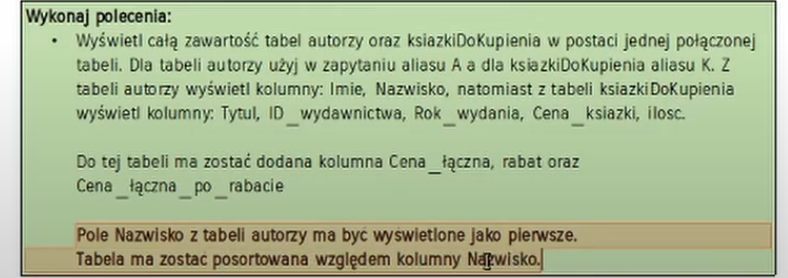 Wykonaj polecenia:
• Wyświetl całą zawartość tabel autorzy oraz ksiazkiDoKupienia w postaci jednej połączonej
tabeli. Dla tabeli autorzy użyj w zapytaniu aliasu A a dla ksiazkiDoKupienia aliasu K. Z
tabeli autorzy wyświetl kolumny: Imie, Nazwisko, natomiast z tabeli ksiazkiDoKupienia
wyświetl kolumny: Tytul, ID_wydawnictwa, Rok_wydania, Cena_ksiazki, ilosc.
Do tej tabeli ma zostać dodana kolumna Cena_łączna, rabat oraz
Cena_łączna_po_rabacie
Pole Nazwisko z tabeli autorzy ma być wyświetlone jako pierwsze.
Tabela ma zostać posortowana względem kolumny Nazwisko.